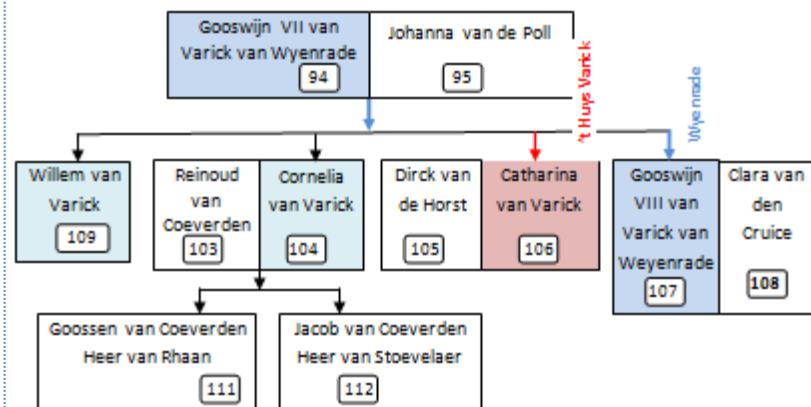 Gooswijn VII van
Varick van Wyenrade
94
Johanna van de Poll
95
't Huys Varick
Wyenrade
Willem van
Varick
109
Reinoud
van
Coeverden
103
Cornelia
van Varick
104
Dirck van
de Horst
105
Catharina
van Varick
106
Gooswijn
VIII van
Varick van
Weyenrade
107
Clara van
den
Cruice
108
Goossen van Coeverden
Heer van Rhaan
111
Jacob van Coeverden
Heer van Stoevelaer
112